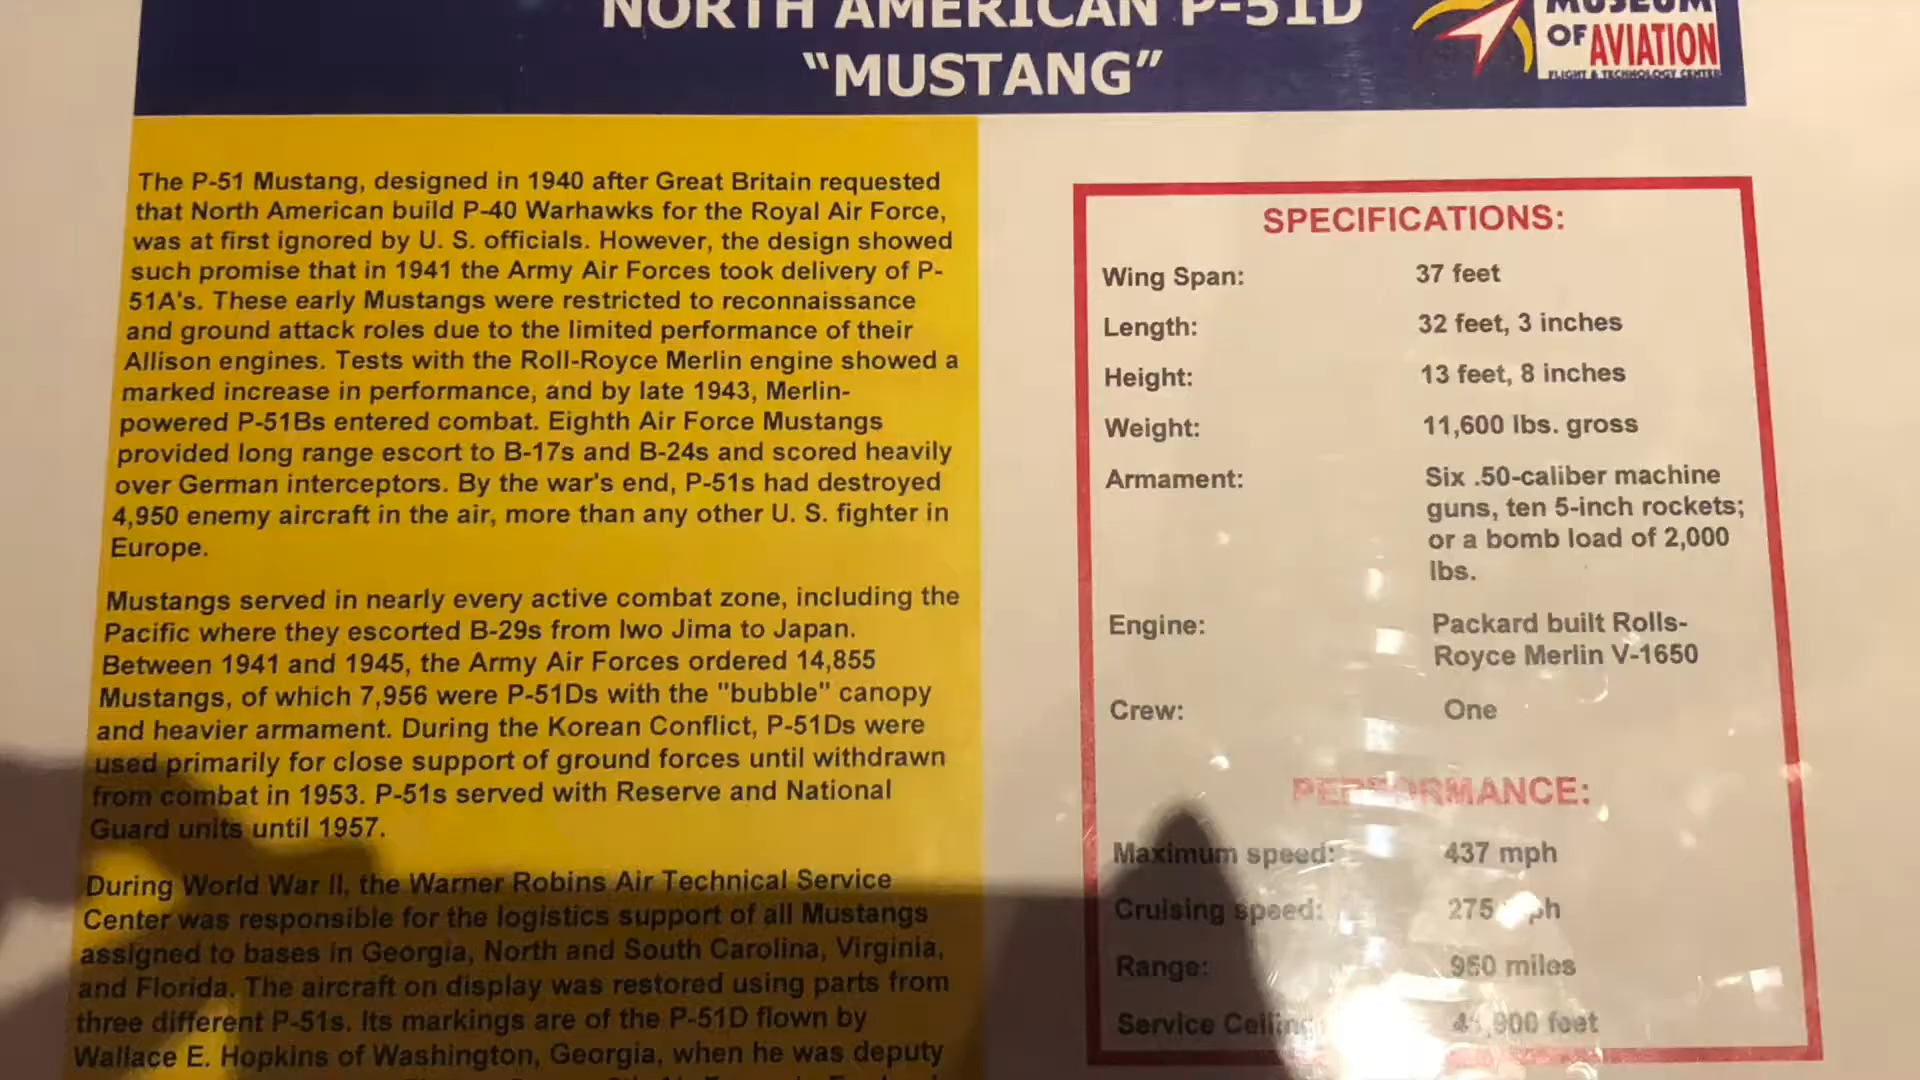 NORTH AMERICAN P-51D
"MUSTANG"
MUSEUM
OF AVIATION
FLIGHT & TECHNOLOGY CENTER
The P-51 Mustang, designed in 1940 after Great Britain requested
that North American build P-40 Warhawks for the Royal Air Force,
was at first ignored by U. S. officials. However, the design showed
such promise that in 1941 the Army Air Forces took delivery of P-
51A's. These early Mustangs were restricted to reconnaissance
and ground attack roles due to the limited performance of their
Allison engines. Tests with the Roll-Royce Merlin engine showed a
marked increase in performance, and by late 1943, Merlin-
powered P-51Bs entered combat. Eighth Air Force Mustangs
provided long range escort to B-17s and B-24s and scored heavily
over German interceptors. By the war's end, P-51s had destroyed
4,950 enemy aircraft in the air, more than any other U. S. fighter in
Europe.
Mustangs served in nearly every active combat zone, including the
Pacific where they escorted B-29s from Iwo Jima to Japan.
Between 1941 and 1945, the Army Air Forces ordered 14,855
Mustangs, of which 7,956 were P-51Ds with the "bubble" canopy
and heavier armament. During the Korean Conflict, P-51Ds were
used primarily for close support of ground forces until withdrawn
from combat in 1953. P-51s served with Reserve and National
Guard units until 1957.
During World War II, the Warner Robins Air Technical Service
Center was responsible for the logistics support of all Mustangs
assigned to bases in Georgia, North and South Carolina, Virginia,
and Florida. The aircraft on display was restored using parts from
three different P-51s. Its markings are of the P-51D flown by
Wallace E. Hopkins of Washington, Georgia, when he was deputy
SPECIFICATIONS:
Wing Span: 37 feet
Length: 32 feet, 3 inches
Height: 13 feet, 8 inches
Weight: 11,600 lbs. gross
Armament: Six .50-caliber machine
guns, ten 5-inch rockets;
or a bomb load of 2,000
lbs.
Engine: Packard built Rolls-
Royce Merlin V-1650
Crew: One
PERFORMANCE:
Maximum speed: 437 mph
Cruising speed: 275 mph
Range: 950 miles
Service Ceiling feet